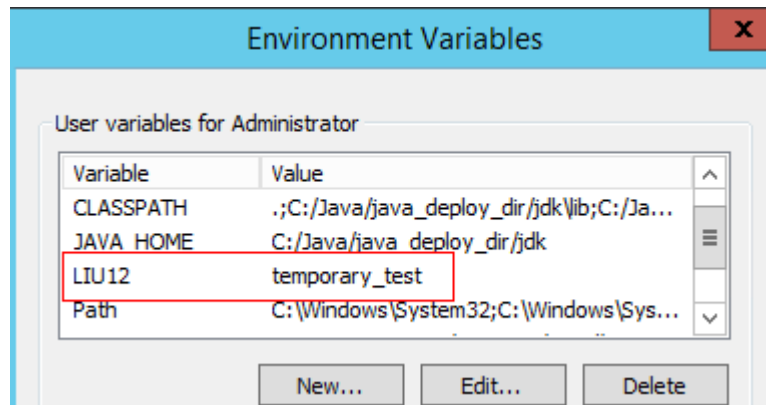 Environment Variables
x
User variables for Administrator
Variable Value
CLASSPATH .;C:/Java/java_deploy_dir/jdk\lib;C:/Ja...
JAVA_HOME C:/Java/java_deploy_dir/jdk
LIU12 temporary_test
Path C:\Windows\System32;C:\Windows\Sys...
New... Edit... Delete